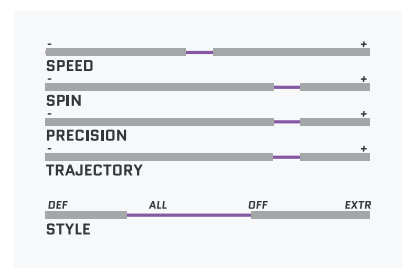 - +
SPEED
- +
SPIN
- +
PRECISION
- +
TRAJECTORY
DEF ALL OFF EXTR
STYLE